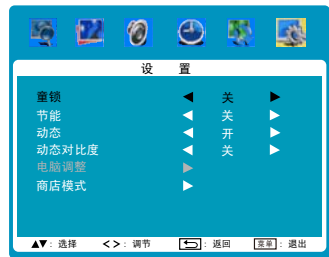 设 置
童锁 ◀ 关 ▶
节能 ◀ 关 ▶
动态 ◀ 开 ▶
动态对比度 ◀ 关 ▶
电脑调整 ▶
商店模式 ▶
▲▼: 选择 <>: 调节 : 返回 菜单: 退出